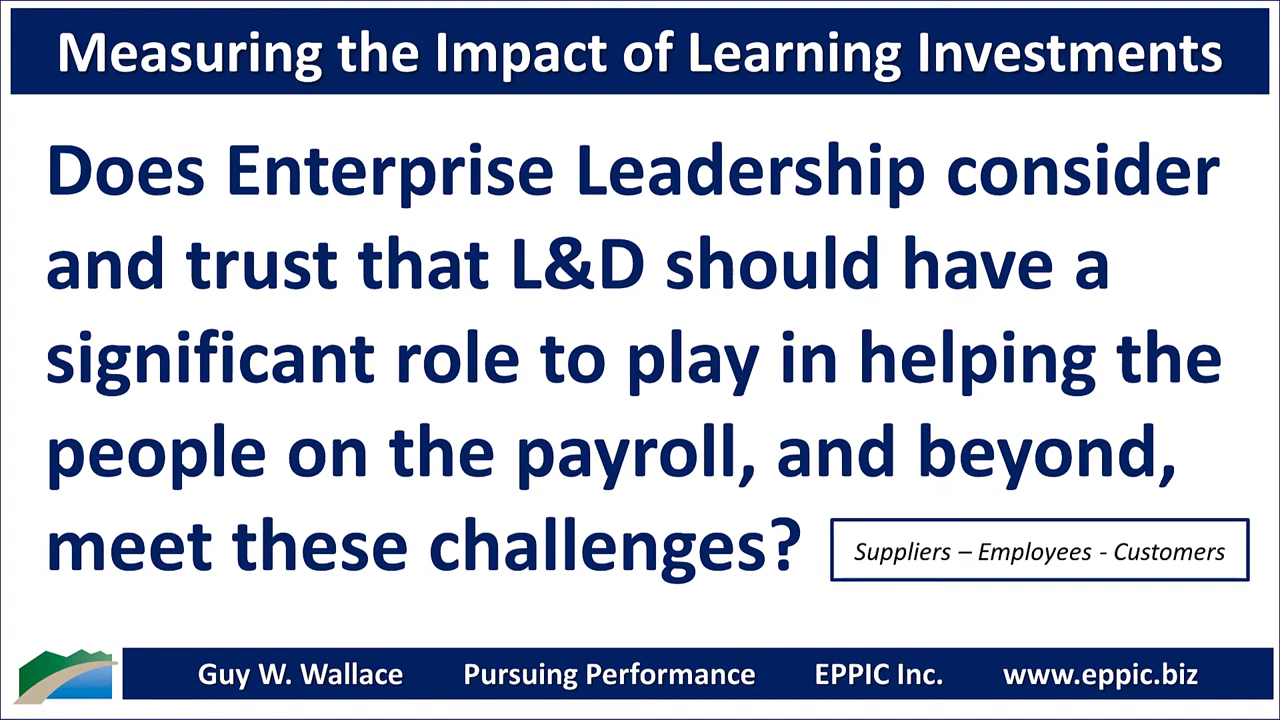 Measuring the Impact of Learning Investments
Does Enterprise Leadership consider
and trust that L&D should have a
significant role to play in helping the
people on the payroll, and beyond,
meet these challenges?
Suppliers – Employees - Customers
Guy W. Wallace Pursuing Performance EPPIC Inc. www.eppic.biz